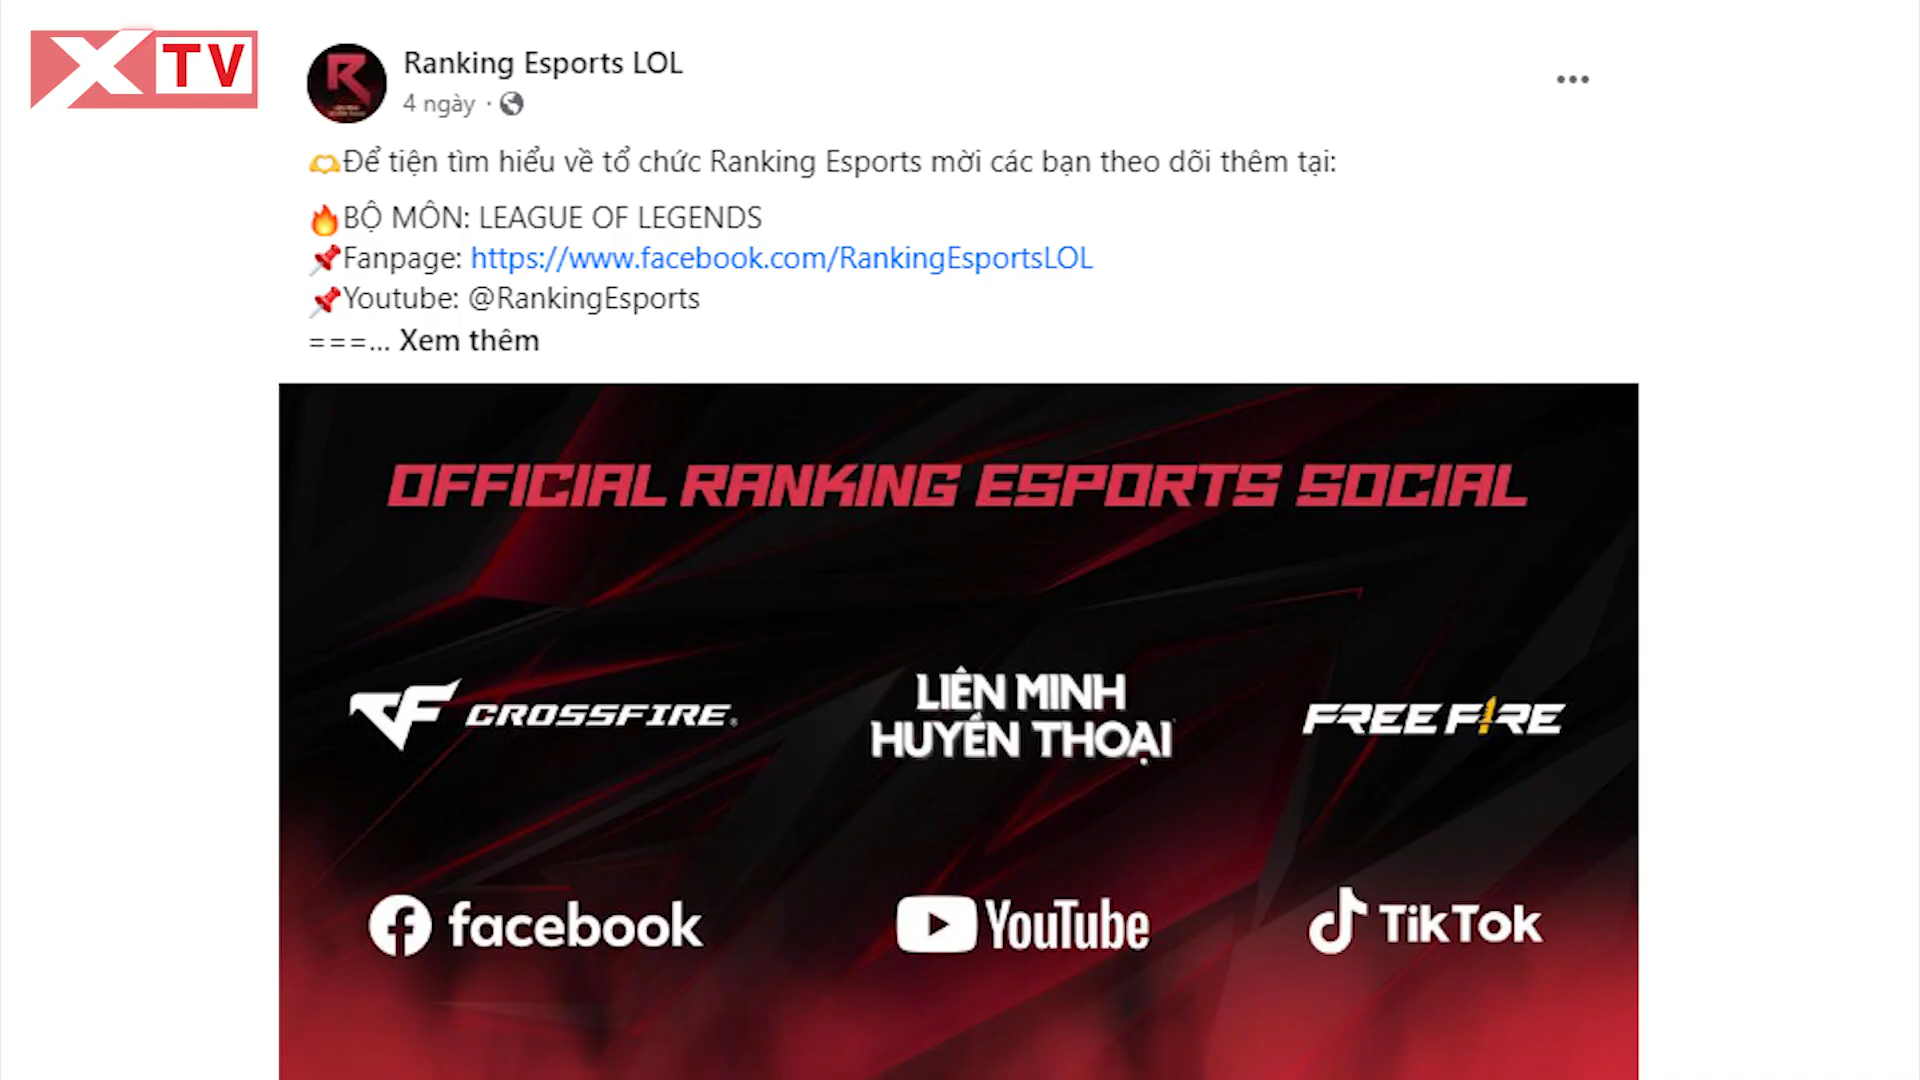 XTV
Ranking Esports LOL
4 ngày ·
Để tiện tìm hiểu về tổ chức Ranking Esports mời các bạn theo dõi thêm tại:
BỘ MÔN: LEAGUE OF LEGENDS
Fanpage: https://www.facebook.com/RankingEsportsLOL
Youtube: @RankingEsports
===... Xem thêm
OFFICIAL RANKING ESPORTS SOCIAL
CF CROSSFIRE®
LIÊN MINH
HUYỀN THOẠI
FREE FIRE
facebook
YouTube
TikTok